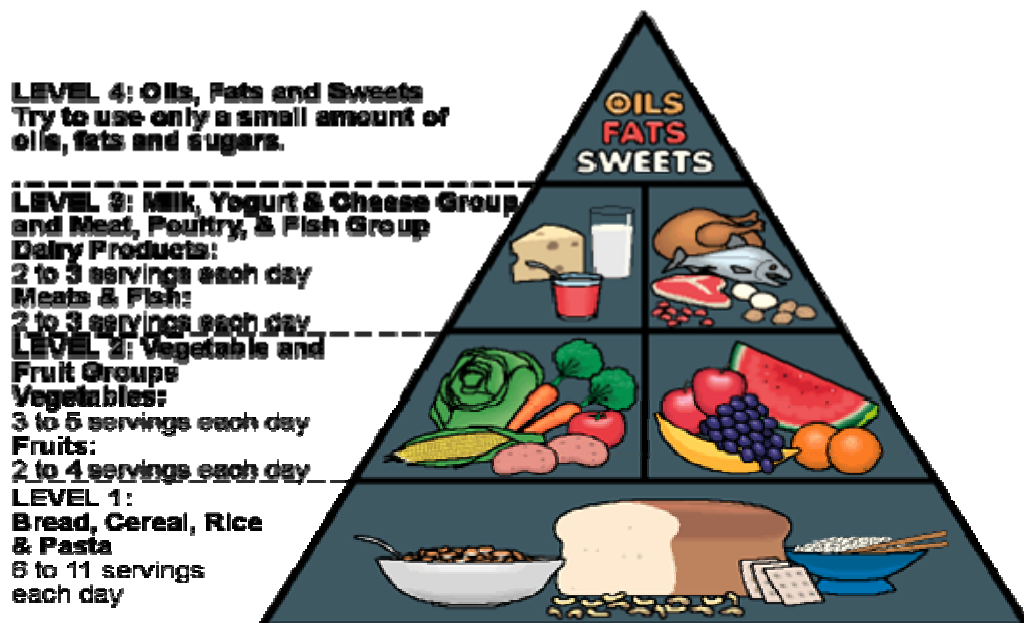 LEVEL 4: Oils, Fats and Sweets
Try to use only a small amount of
oils, fats and sugars.
OILS
FATS
SWEETS
LEVEL 3: Milk, Yogurt & Cheese Group
and Meat, Poultry, & Fish Group
Dairy Products:
2 to 3 servings each day
Meats & Fish:
2 to 3 servings each day
LEVEL 2: Vegetable and
Fruit Groups
Vegetables:
3 to 5 servings each day
Fruits:
2 to 4 servings each day
LEVEL 1:
Bread, Cereal, Rice
& Pasta
6 to 11 servings
each day